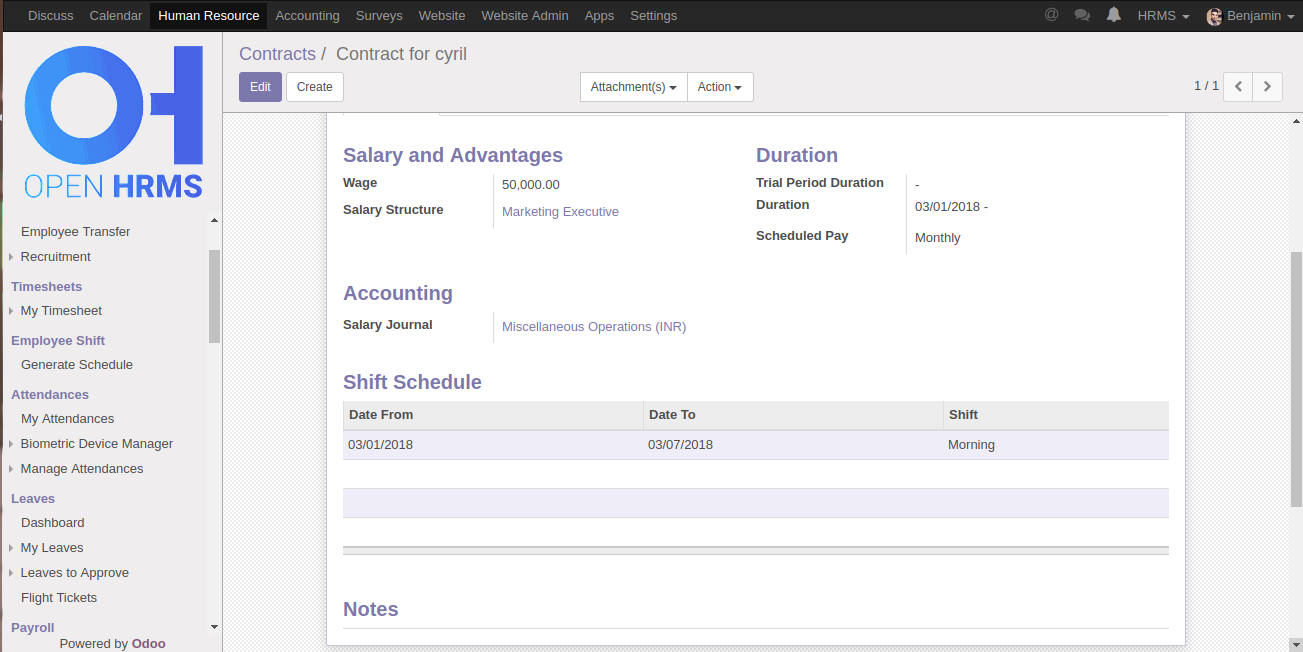 Discuss Calendar Human Resource Accounting Surveys Website Website Admin Apps Settings @ HRMS Benjamin
OPEN HRMS
Employee Transfer
Recruitment
Timesheets
My Timesheet
Employee Shift
Generate Schedule
Attendances
My Attendances
Biometric Device Manager
Manage Attendances
Leaves
Dashboard
My Leaves
Leaves to Approve
Flight Tickets
Payroll
Powered by Odoo
Contracts / Contract for cyril
Edit Create Attachment(s) Action 1 / 1
Salary and Advantages
Wage 50,000.00
Salary Structure Marketing Executive
Duration
Trial Period Duration -
Duration 03/01/2018 -
Scheduled Pay Monthly
Accounting
Salary Journal Miscellaneous Operations (INR)
Shift Schedule
Date From Date To Shift
03/01/2018 03/07/2018 Morning
Notes